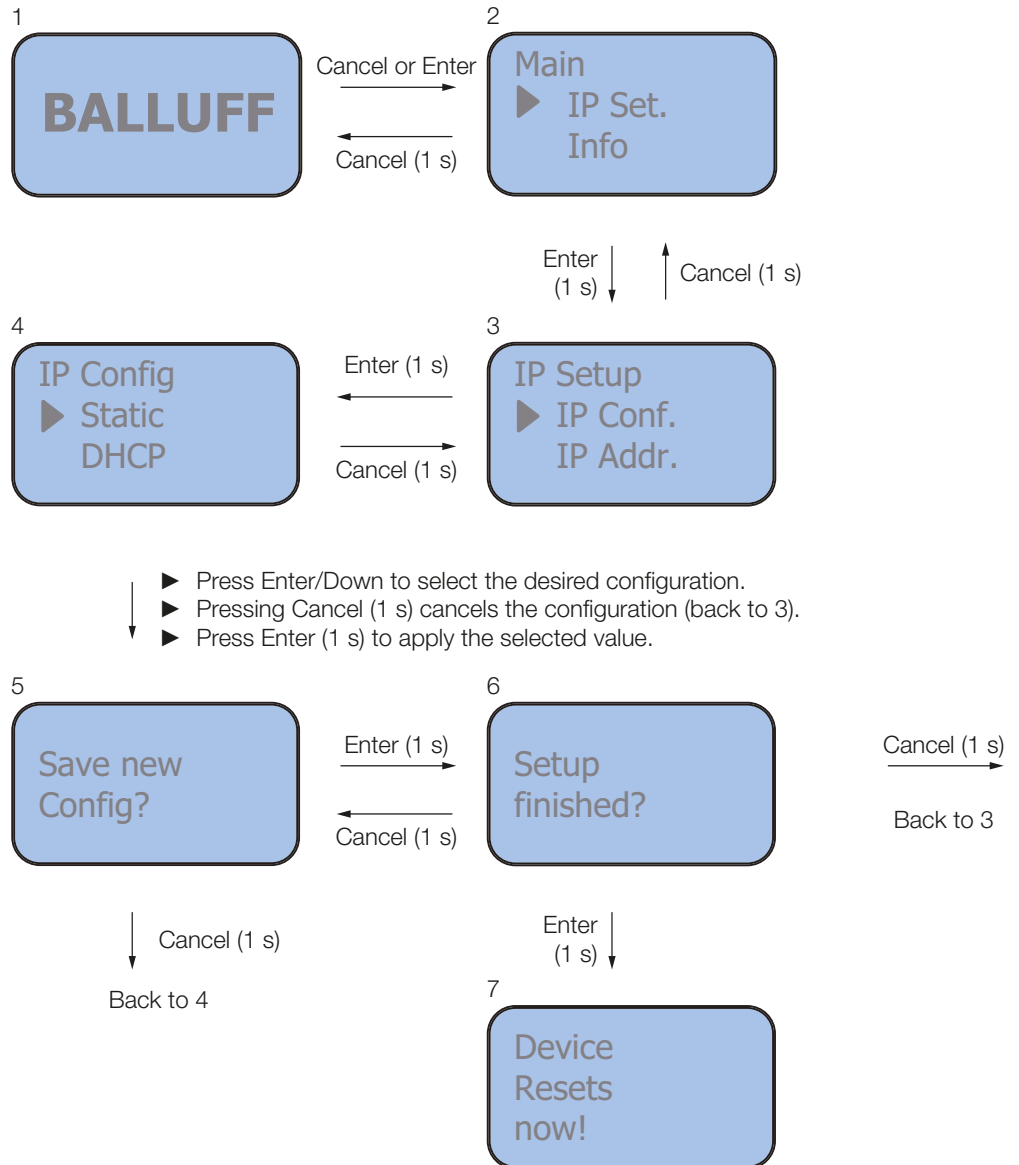 1
BALLUFF
Cancel or Enter
Cancel (1 s)
2
Main
▶ IP Set.
Info
Enter
(1 s)
Cancel (1 s)
4
IP Config
▶ Static
DHCP
Enter (1 s)
Cancel (1 s)
3
IP Setup
▶ IP Conf.
IP Addr.
▶ Press Enter/Down to select the desired configuration.
▶ Pressing Cancel (1 s) cancels the configuration (back to 3).
▶ Press Enter (1 s) to apply the selected value.
5
Save new
Config?
Enter (1 s)
Cancel (1 s)
6
Setup
finished?
Cancel (1 s)
Back to 3
Cancel (1 s)
Back to 4
Enter
(1 s)
7
Device
Resets
now!